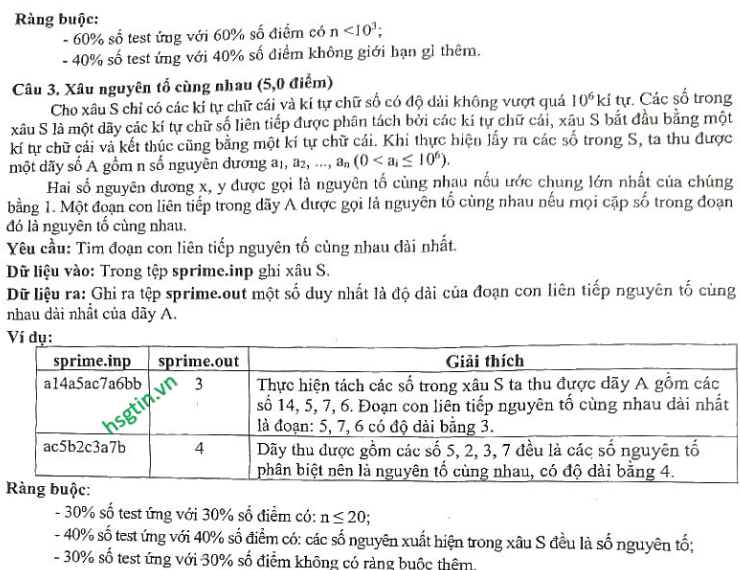 Ràng buộc:
- 60% số test ứng với 60% số điểm có n <10³;
- 40% số test ứng với 40% số điểm không giới hạn gì thêm.
Câu 3. Xâu nguyên tố cùng nhau (5,0 điểm)
Cho xâu S chỉ có các kí tự chữ cái và kí tự chữ số có độ dài không vượt quá 10⁶ kí tự. Các số trong
xâu S là một dãy các kí tự chữ số liên tiếp được phân tách bởi các kí tự chữ cái, xâu S bắt đầu bằng một
kí tự chữ cái và kết thúc cũng bằng một kí tự chữ cái. Khi thực hiện lấy ra các số trong S, ta thu được
một dãy số A gồm n số nguyên dương a₁, a₂, ..., aₙ (0 < aᵢ ≤ 10⁶).
Hai số nguyên dương x, y được gọi là nguyên tố cùng nhau nếu ước chung lớn nhất của chúng
bằng 1. Một đoạn con liên tiếp trong dãy A được gọi là nguyên tố cùng nhau nếu mọi cặp số trong đoạn
đó là nguyên tố cùng nhau.
Yêu cầu: Tìm đoạn con liên tiếp nguyên tố cùng nhau dài nhất.
Dữ liệu vào: Trong tệp sprime.inp ghi xâu S.
Dữ liệu ra: Ghi ra tệp sprime.out một số duy nhất là độ dài của đoạn con liên tiếp nguyên tố cùng
nhau dài nhất của dãy A.
Ví dụ:
sprime.inp sprime.out Giải thích
a14a5ac7a6bb 3 Thực hiện tách các số trong xâu S ta thu được dãy A gồm các
số 14, 5, 7, 6. Đoạn con liên tiếp nguyên tố cùng nhau dài nhất
là đoạn: 5, 7, 6 có độ dài bằng 3.
hsgtin.vn
ac5b2c3a7b 4 Dãy thu được gồm các số 5, 2, 3, 7 đều là các số nguyên tố
phân biệt nên là nguyên tố cùng nhau, có độ dài bằng 4.
Ràng buộc:
- 30% số test ứng với 30% số điểm có: n ≤ 20;
- 40% số test ứng với 40% số điểm có: các số nguyên xuất hiện trong xâu S đều là số nguyên tố;
- 30% số test ứng với 30% số điểm không có ràng buộc thêm.